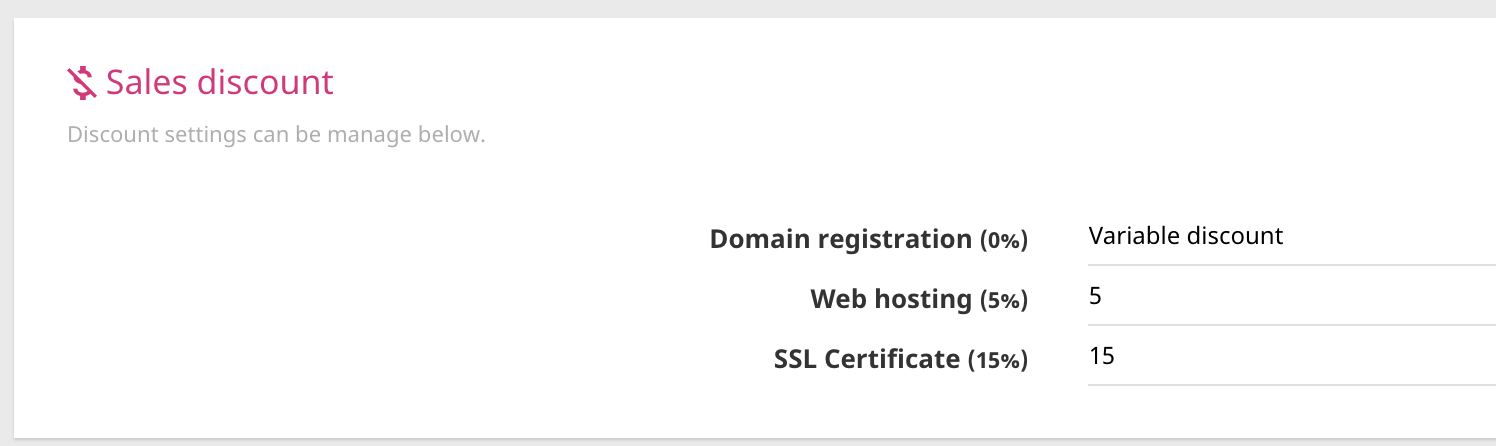 Sales discount
Discount settings can be manage below.
Domain registration (0%) Variable discount
Web hosting (5%) 5
SSL Certificate (15%) 15